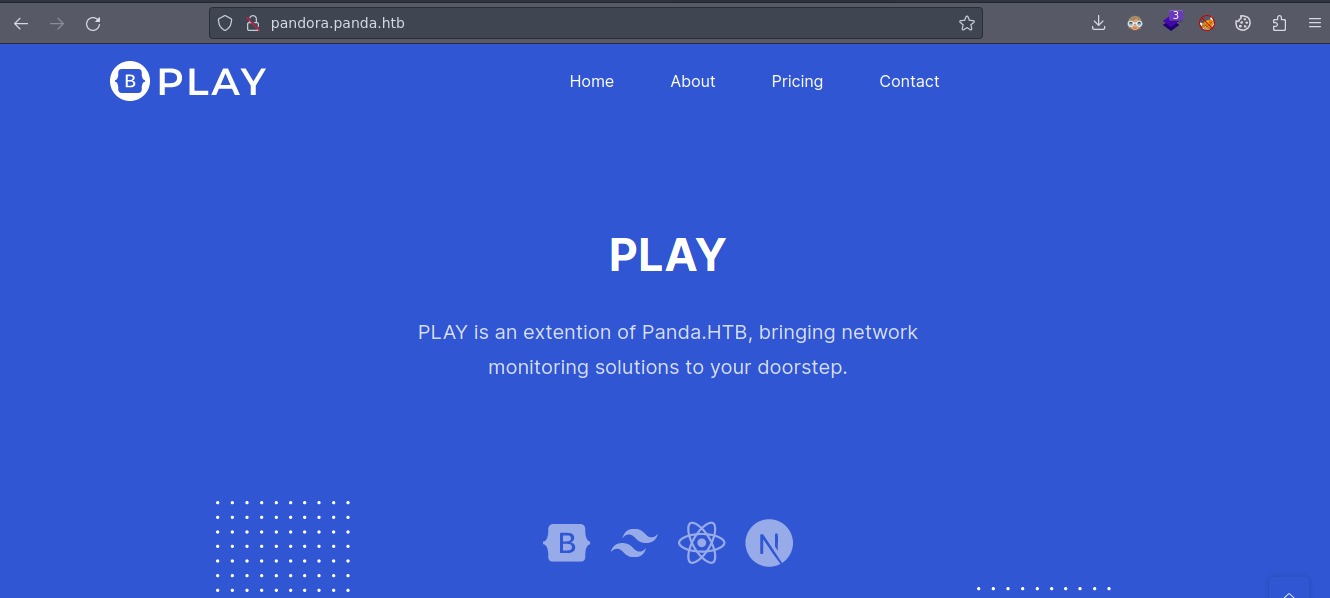 pandora.panda.htb
3
B PLAY
Home About Pricing Contact
PLAY
PLAY is an extention of Panda.HTB, bringing network
monitoring solutions to your doorstep.
B N